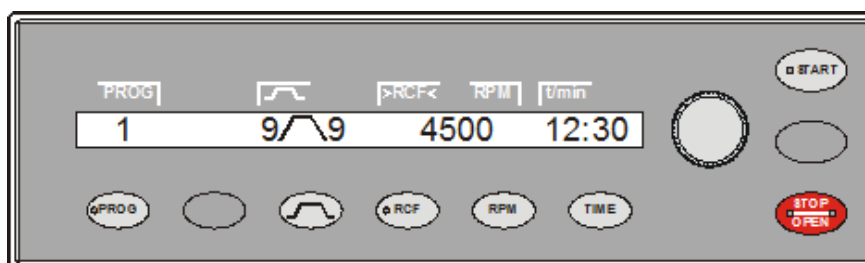 START
PROG >RCF< RPM t/min
1 9 9 4500 12:30
PROG RCF RPM TIME
STOP
OPEN